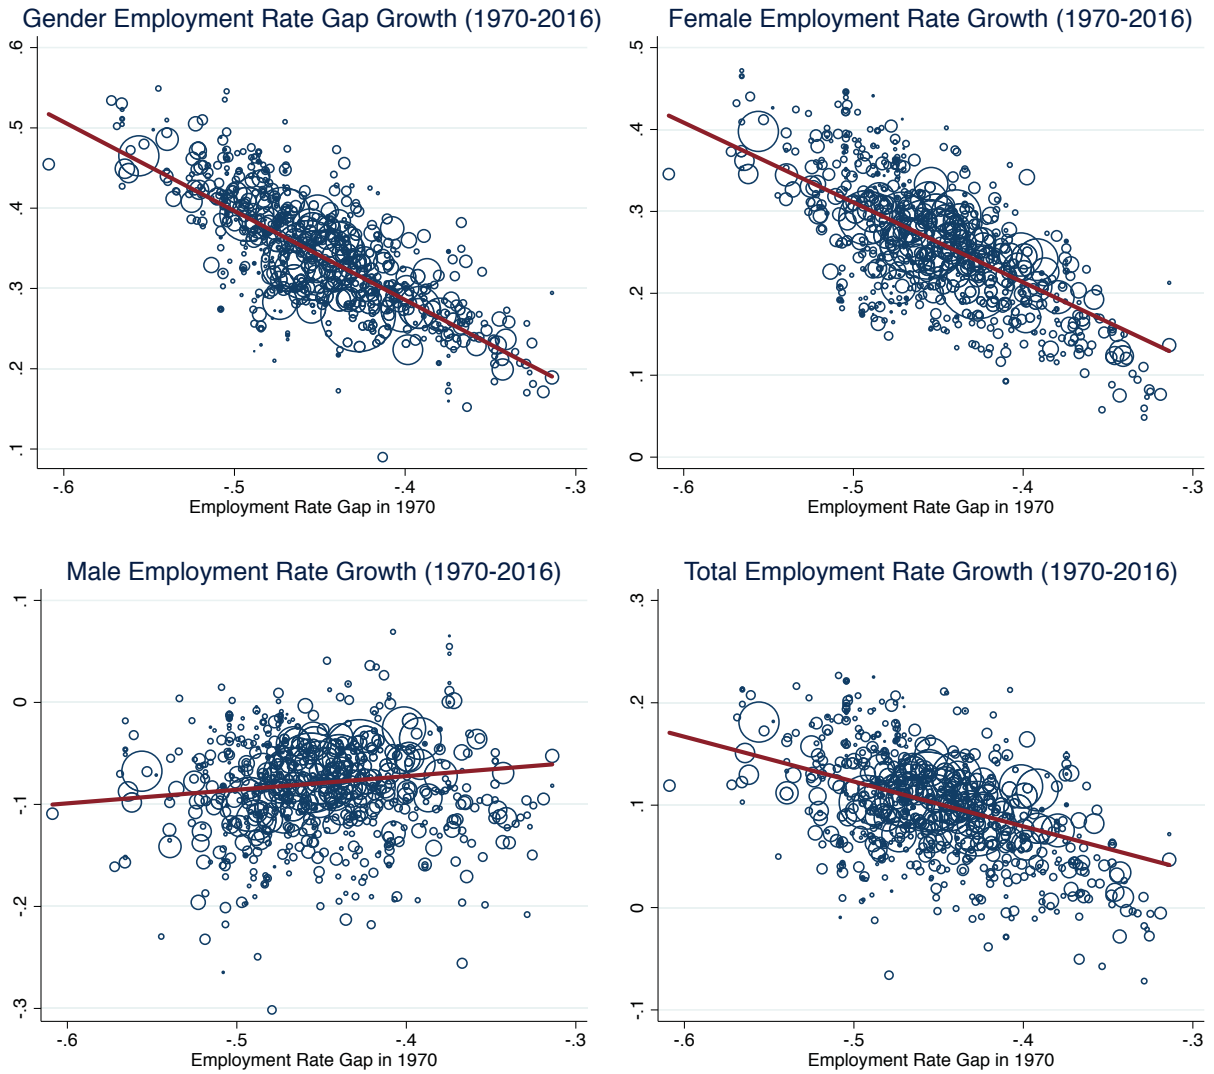 Gender Employment Rate Gap Growth (1970-2016)
.6
.5
.4
.3
.2
.1
-.6 -.5 -.4 -.3
Employment Rate Gap in 1970
Female Employment Rate Growth (1970-2016)
.5
.4
.3
.2
.1
0
-.6 -.5 -.4 -.3
Employment Rate Gap in 1970
Male Employment Rate Growth (1970-2016)
.1
0
-.1
-.2
-.3
-.6 -.5 -.4 -.3
Employment Rate Gap in 1970
Total Employment Rate Growth (1970-2016)
.3
.2
.1
0
-.1
-.6 -.5 -.4 -.3
Employment Rate Gap in 1970